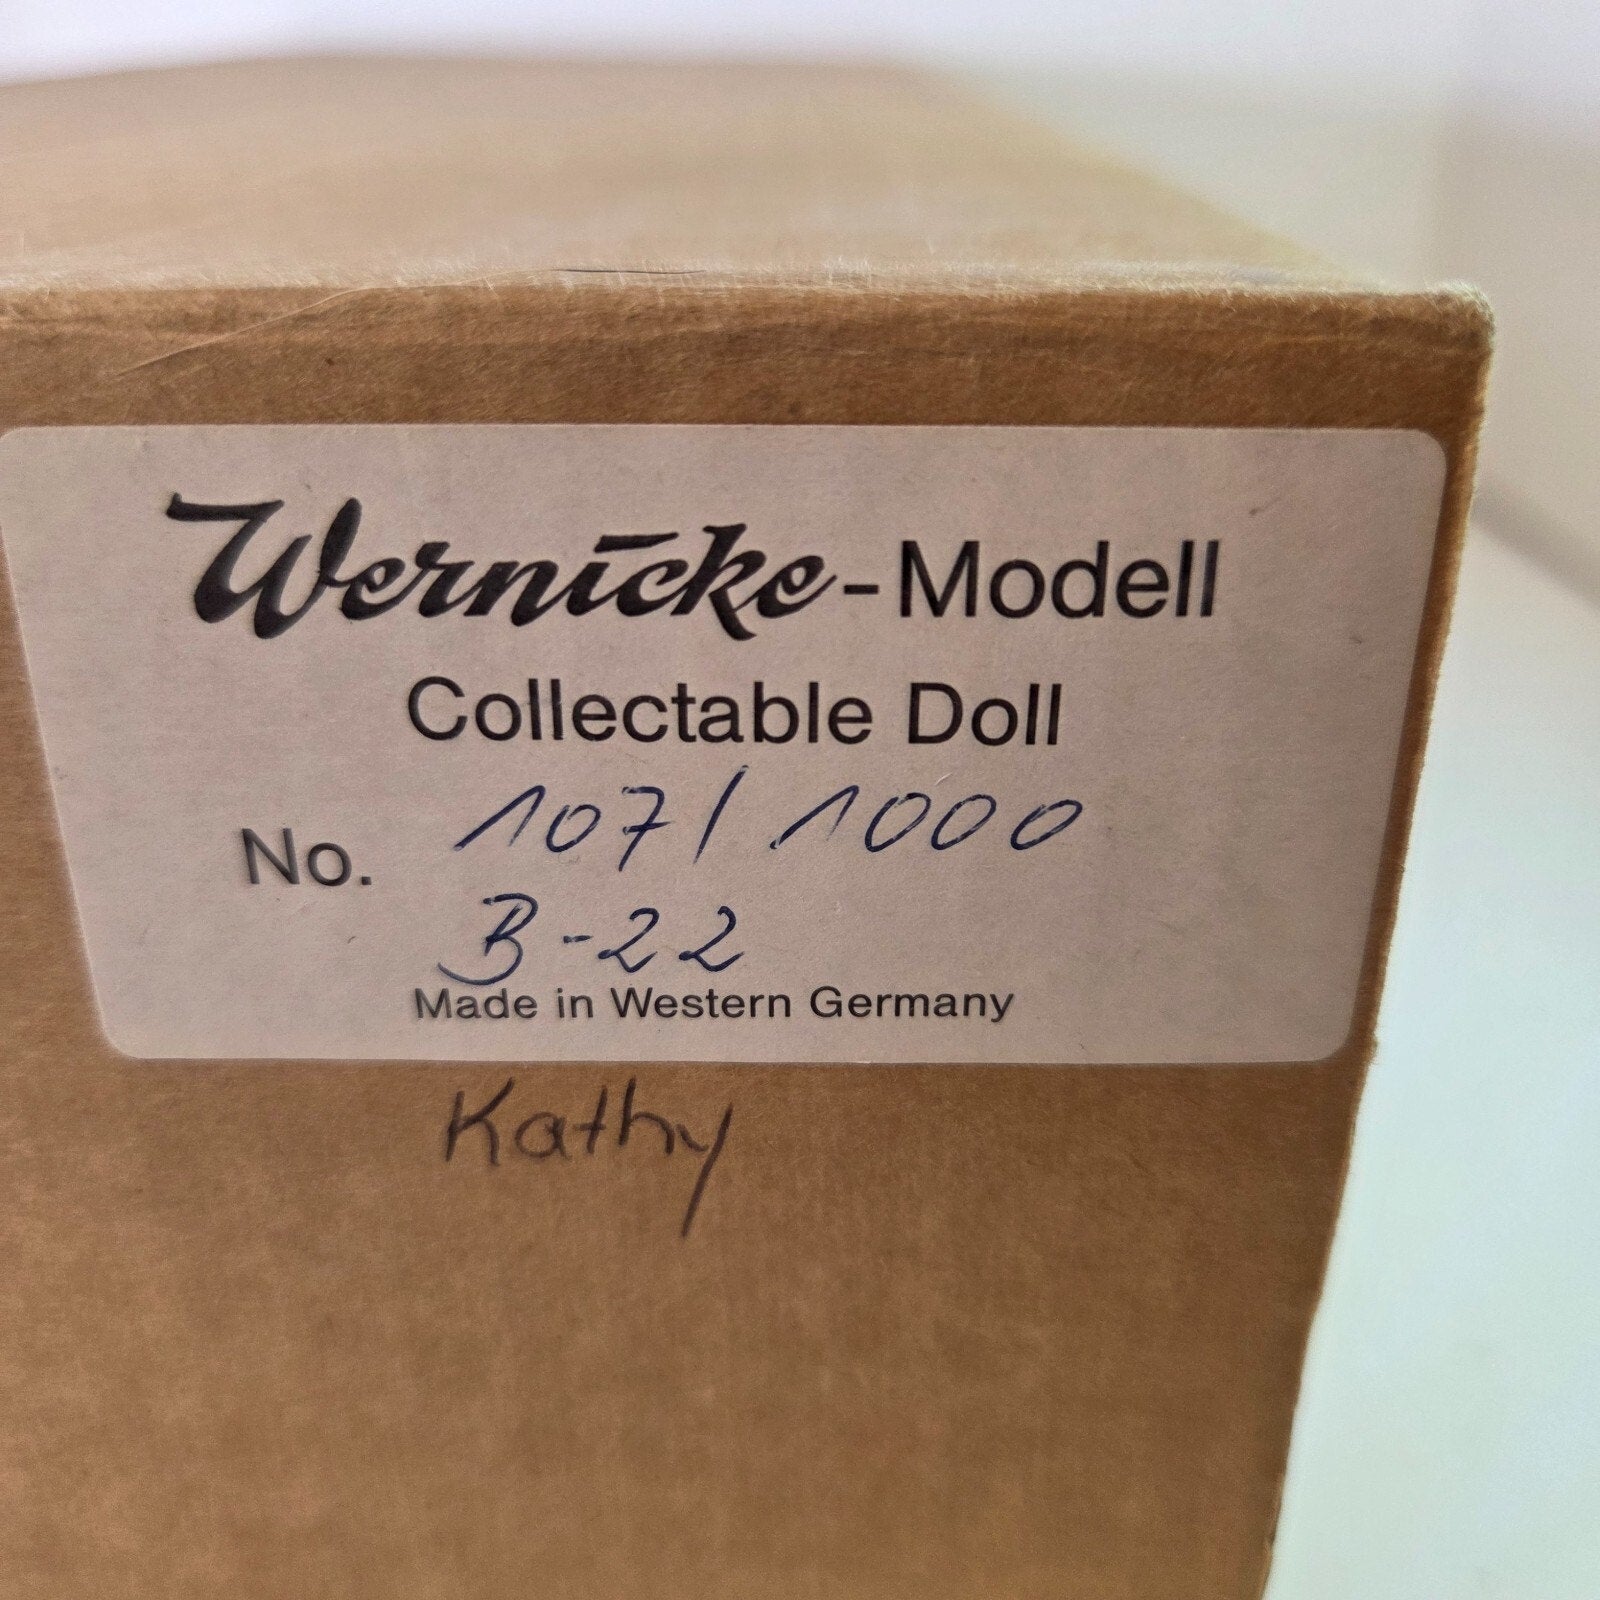 Wernicke-Modell
Collectable Doll
No. 107/1000
B-22
Made in Western Germany
Kathy